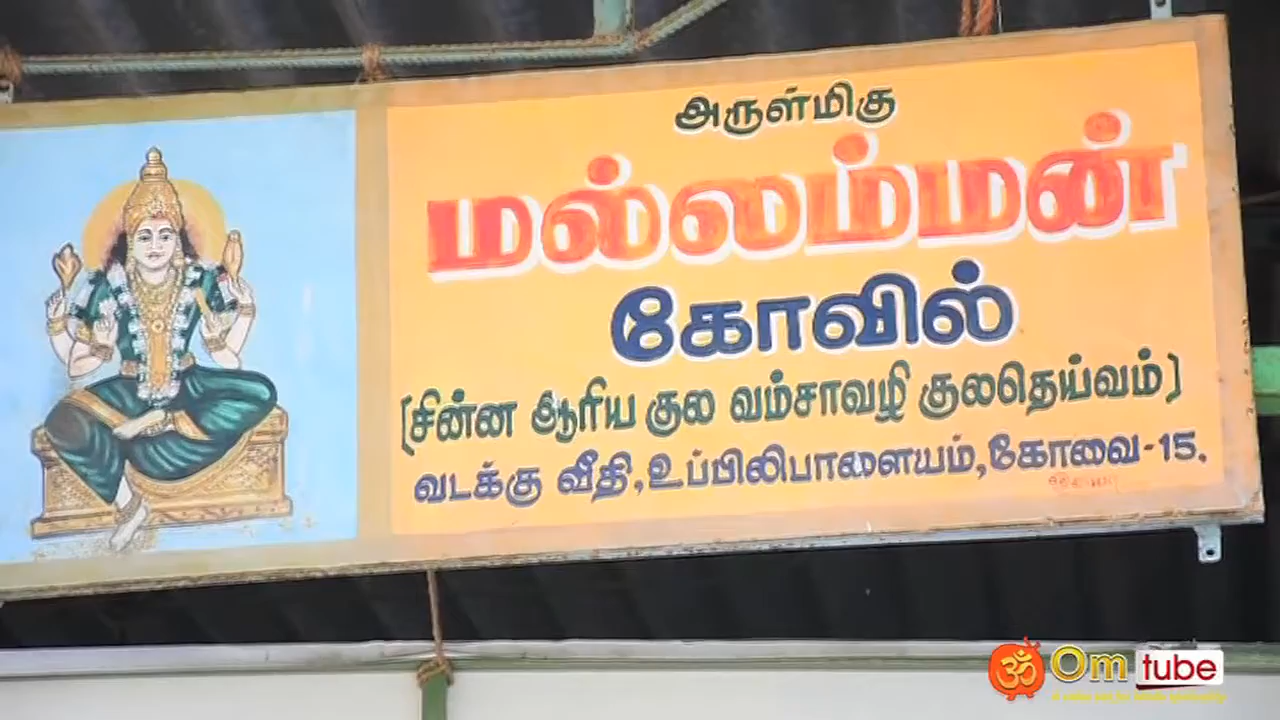 அருள்மிகு
மல்லம்மன்
கோவில்
(சின்ன ஆரிய குல வம்சாவழி குலதெய்வம்)
வடக்கு வீதி, உப்பிலிபாளையம், கோவை-15.
ॐ Om tube